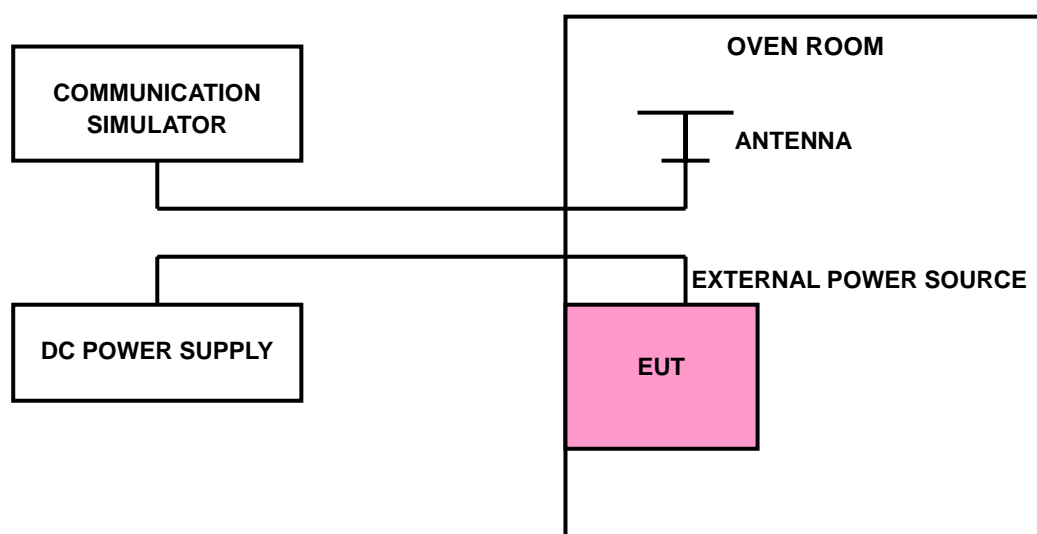 OVEN ROOM
COMMUNICATION
SIMULATOR
ANTENNA
EXTERNAL POWER SOURCE
DC POWER SUPPLY
EUT